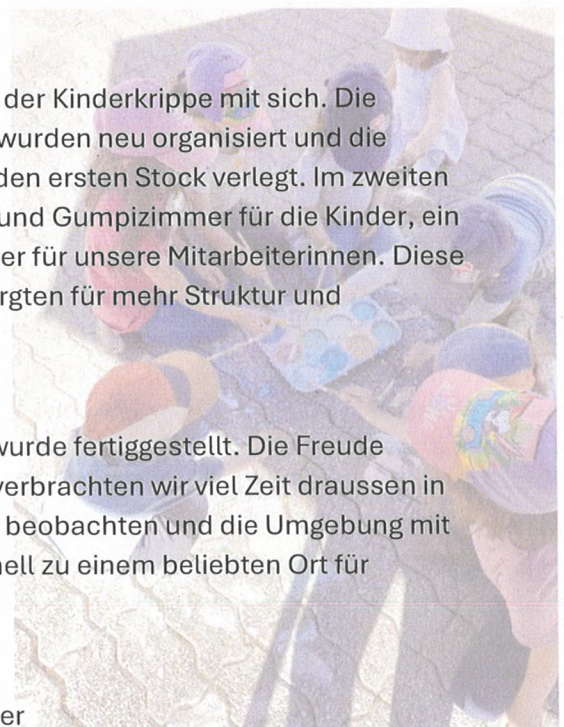 der Kinderkrippe mit sich. Die
wurden neu organisiert und die
den ersten Stock verlegt. Im zweiten
und Gumpizimmer für die Kinder, ein
er für unsere Mitarbeiterinnen. Diese
rgten für mehr Struktur und
wurde fertiggestellt. Die Freude
verbrachten wir viel Zeit draussen in
beobachten und die Umgebung mit
ell zu einem beliebten Ort für
er